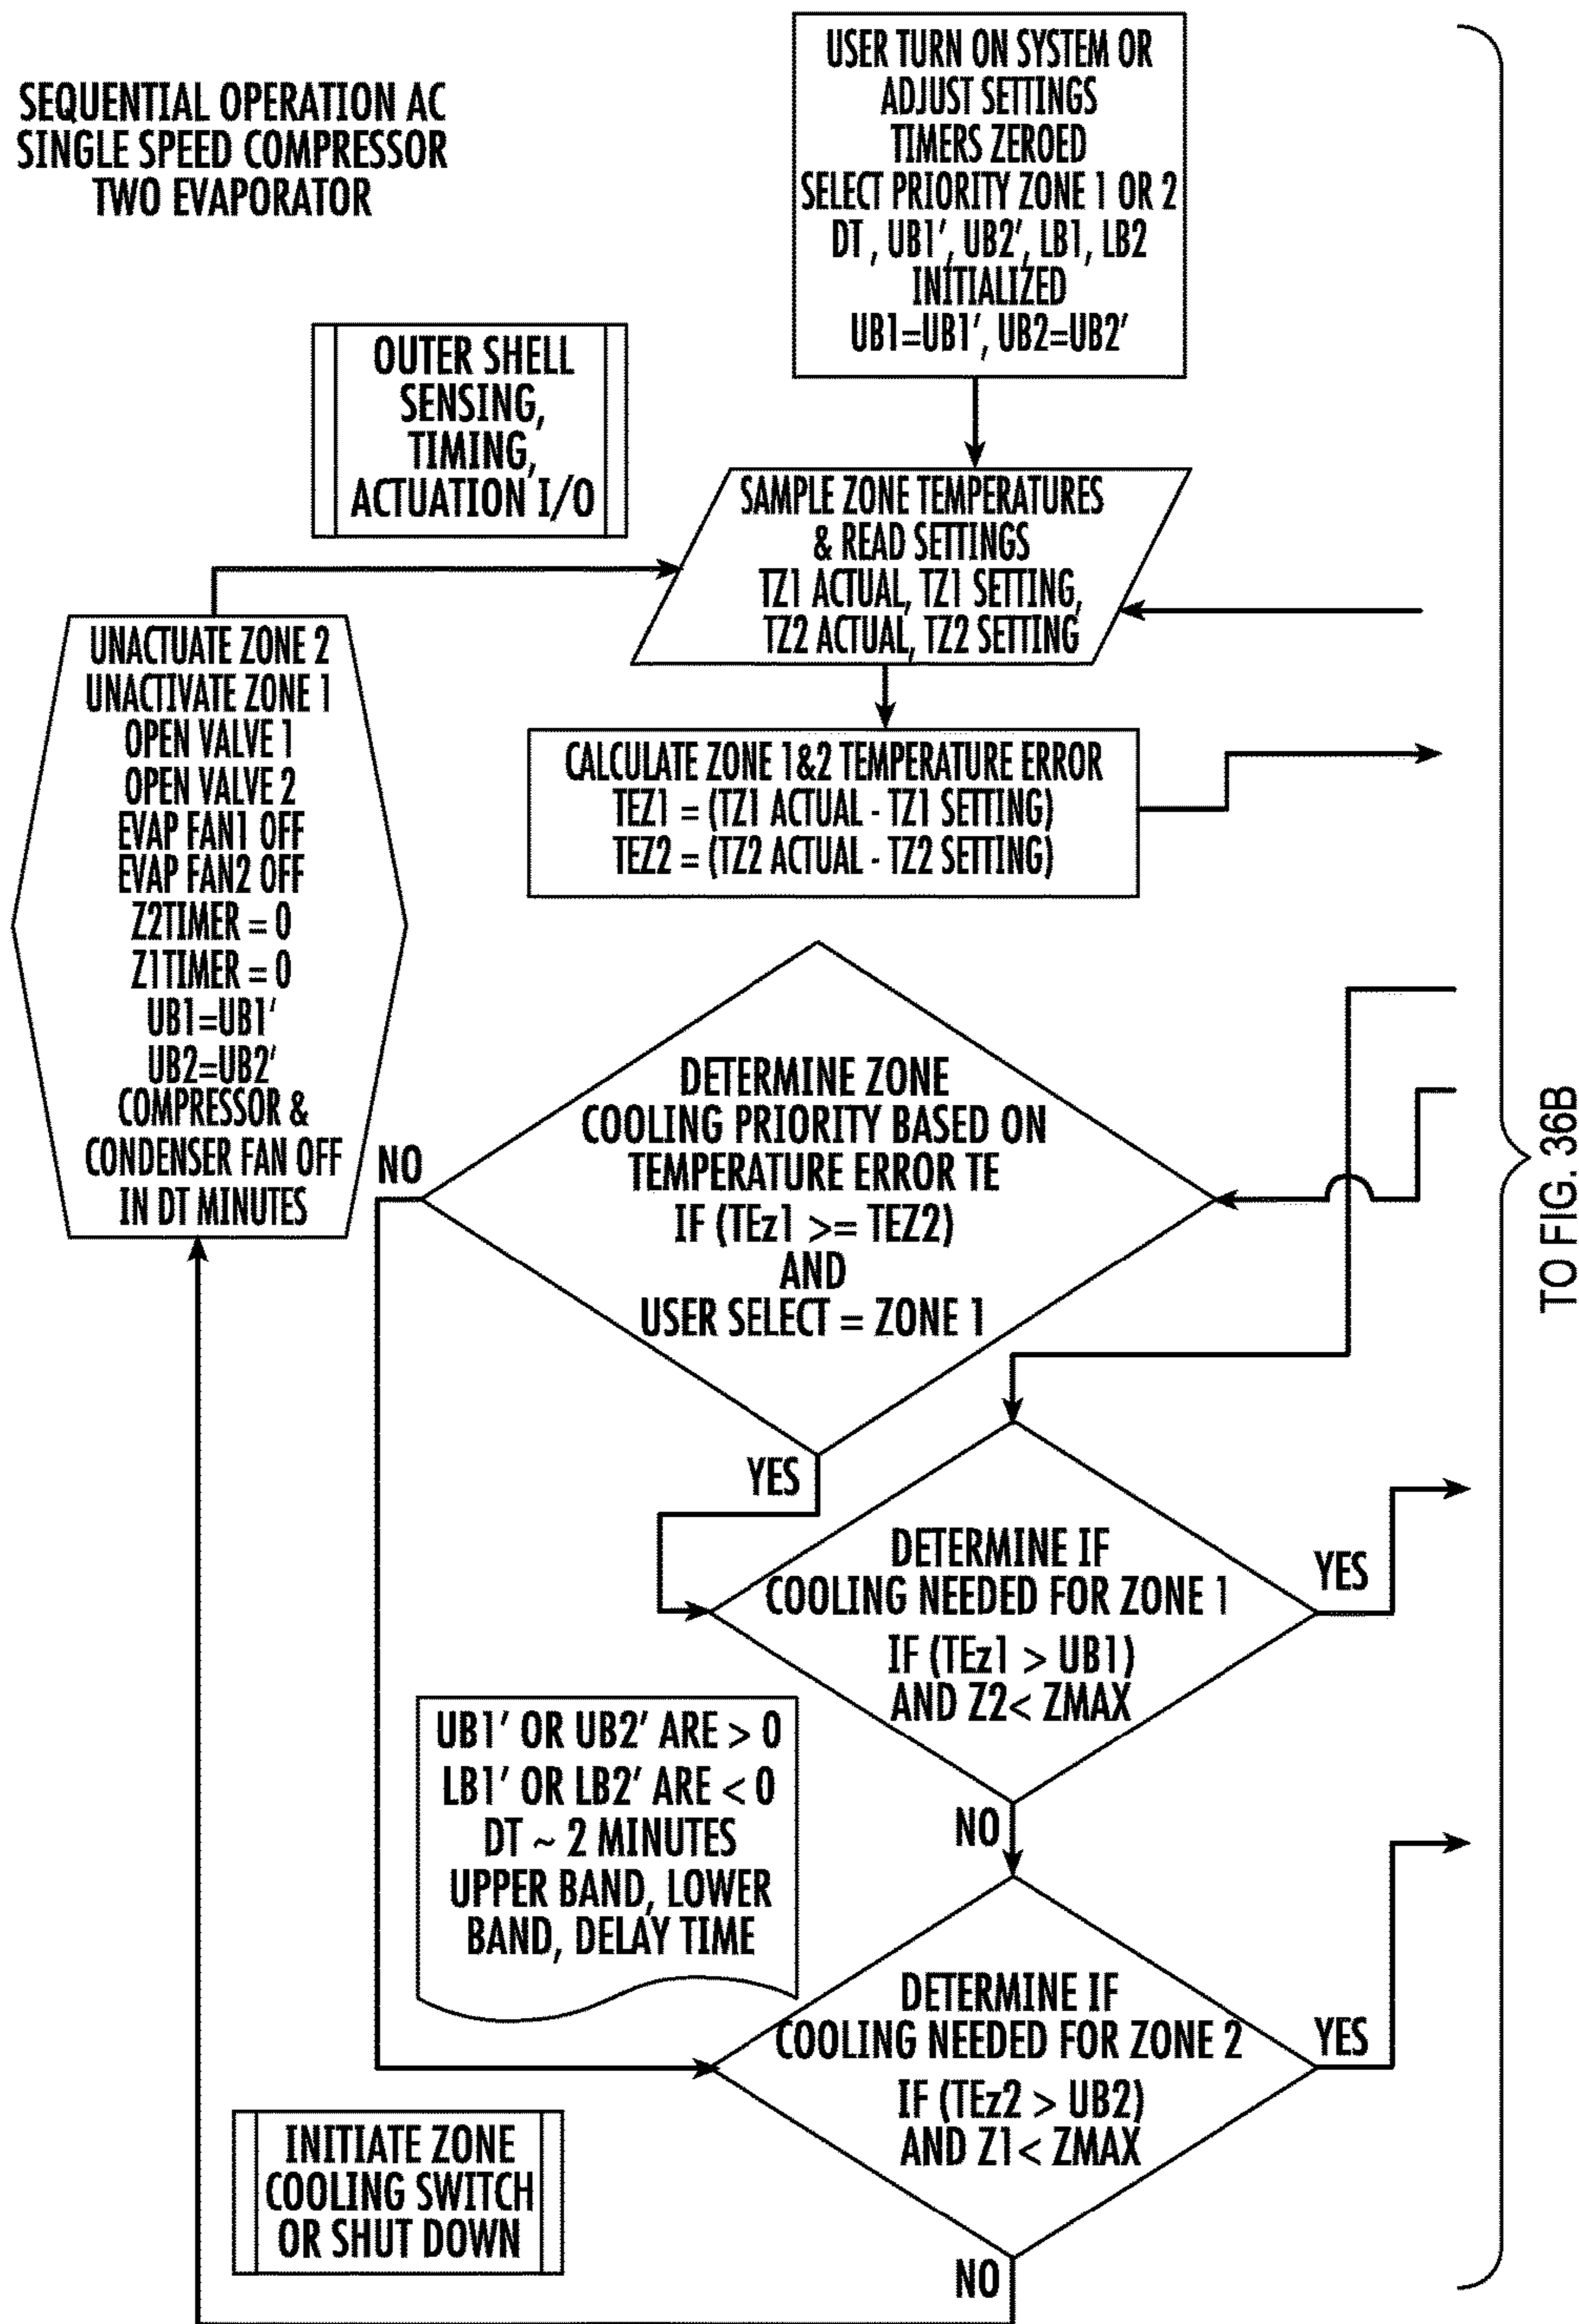 SEQUENTIAL OPERATION AC
SINGLE SPEED COMPRESSOR
TWO EVAPORATOR
USER TURN ON SYSTEM OR
ADJUST SETTINGS
TIMERS ZEROED
SELECT PRIORITY ZONE 1 OR 2
DT , UB1', UB2', LB1, LB2
INITIALIZED
UB1=UB1', UB2=UB2'
OUTER SHELL
SENSING,
TIMING,
ACTUATION I/O
SAMPLE ZONE TEMPERATURES
& READ SETTINGS
TZ1 ACTUAL, TZ1 SETTING,
TZ2 ACTUAL, TZ2 SETTING
UNACTUATE ZONE 2
UNACTIVATE ZONE 1
OPEN VALVE 1
OPEN VALVE 2
EVAP FAN1 OFF
EVAP FAN2 OFF
Z2TIMER = 0
Z1TIMER = 0
UB1=UB1'
UB2=UB2'
COMPRESSOR &
CONDENSER FAN OFF
IN DT MINUTES
CALCULATE ZONE 1&2 TEMPERATURE ERROR
TEZ1 = (TZ1 ACTUAL - TZ1 SETTING)
TEZ2 = (TZ2 ACTUAL - TZ2 SETTING)
DETERMINE ZONE
COOLING PRIORITY BASED ON
TEMPERATURE ERROR TE
IF (TEz1 >= TEZ2)
AND
USER SELECT = ZONE 1
NO
YES
TO FIG. 36B
DETERMINE IF
COOLING NEEDED FOR ZONE 1
IF (TEz1 > UB1)
AND Z2< ZMAX
YES
NO
UB1' OR UB2' ARE > 0
LB1' OR LB2' ARE < 0
DT ~ 2 MINUTES
UPPER BAND, LOWER
BAND, DELAY TIME
DETERMINE IF
COOLING NEEDED FOR ZONE 2
IF (TEz2 > UB2)
AND Z1< ZMAX
YES
NO
INITIATE ZONE
COOLING SWITCH
OR SHUT DOWN